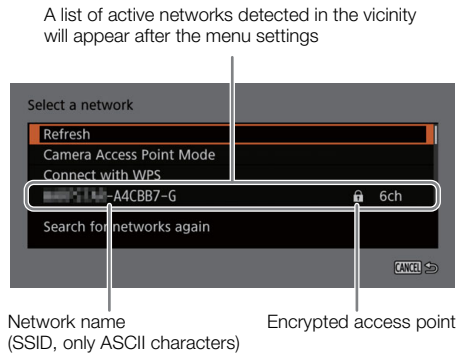 A list of active networks detected in the vicinity
will appear after the menu settings
Select a network
Refresh
Camera Access Point Mode
Connect with WPS
-A4CBB7-G 6ch
Search for networks again
CANCEL
Network name
(SSID, only ASCII characters)
Encrypted access point